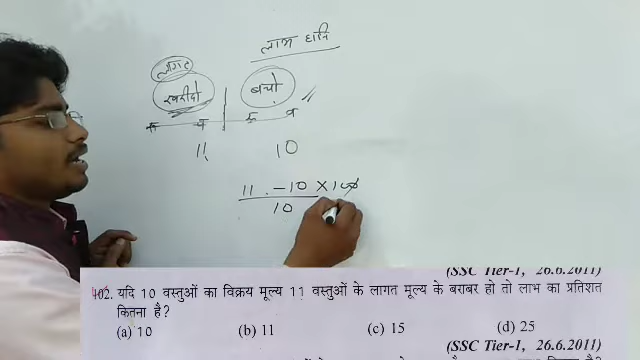 लाभ हानि
लागत
खरीदो बेचो
क व क व
11 10
11 - 10 X 100
10
(SSC Tier-1, 26.6.2011)
102. यदि 10 वस्तुओं का विक्रय मूल्य 11 वस्तुओं के लागत मूल्य के बराबर हो तो लाभ का प्रतिशत
कितना है?
(a) 10 (b) 11 (c) 15 (d) 25
(SSC Tier-1, 26.6.2011)